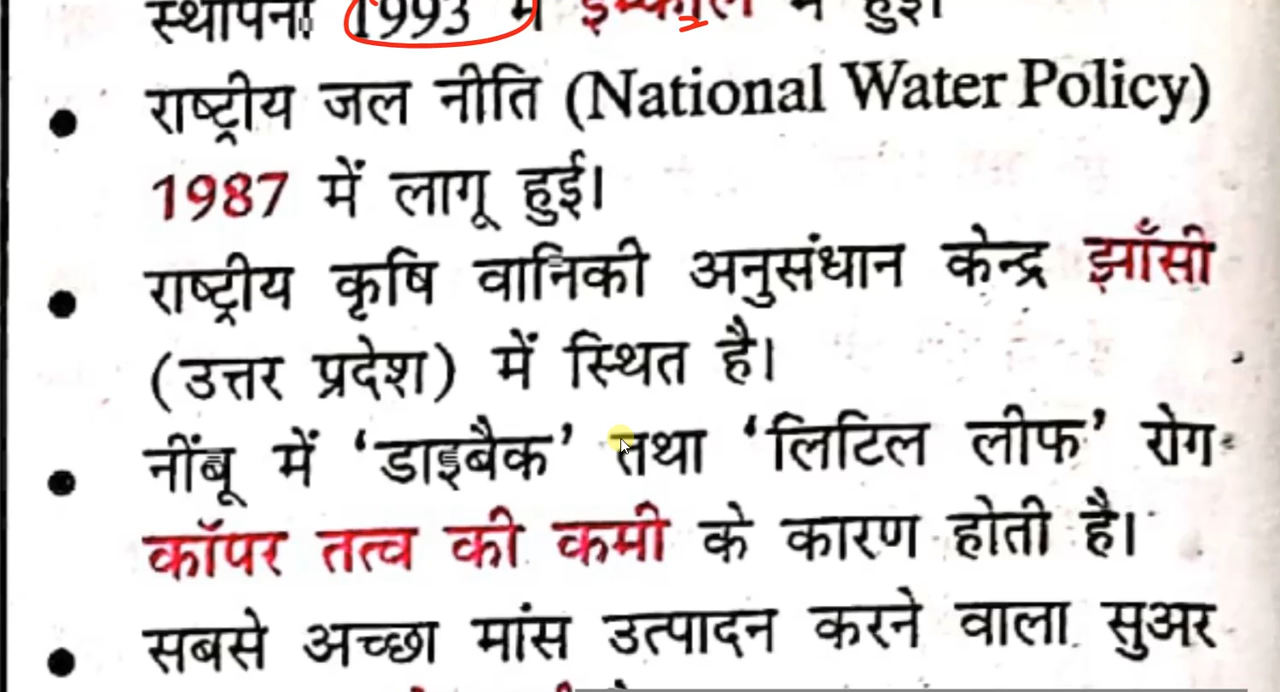 स्थापना 1993 में इम्फाल में हुई।
• राष्ट्रीय जल नीति (National Water Policy)
1987 में लागू हुई।
• राष्ट्रीय कृषि वानिकी अनुसंधान केन्द्र झाँसी
(उत्तर प्रदेश) में स्थित है।
• नींबू में ‘डाइबैक’ तथा ‘लिटिल लीफ’ रोग
कॉपर तत्व की कमी के कारण होती है।
• सबसे अच्छा मांस उत्पादन करने वाला सुअर